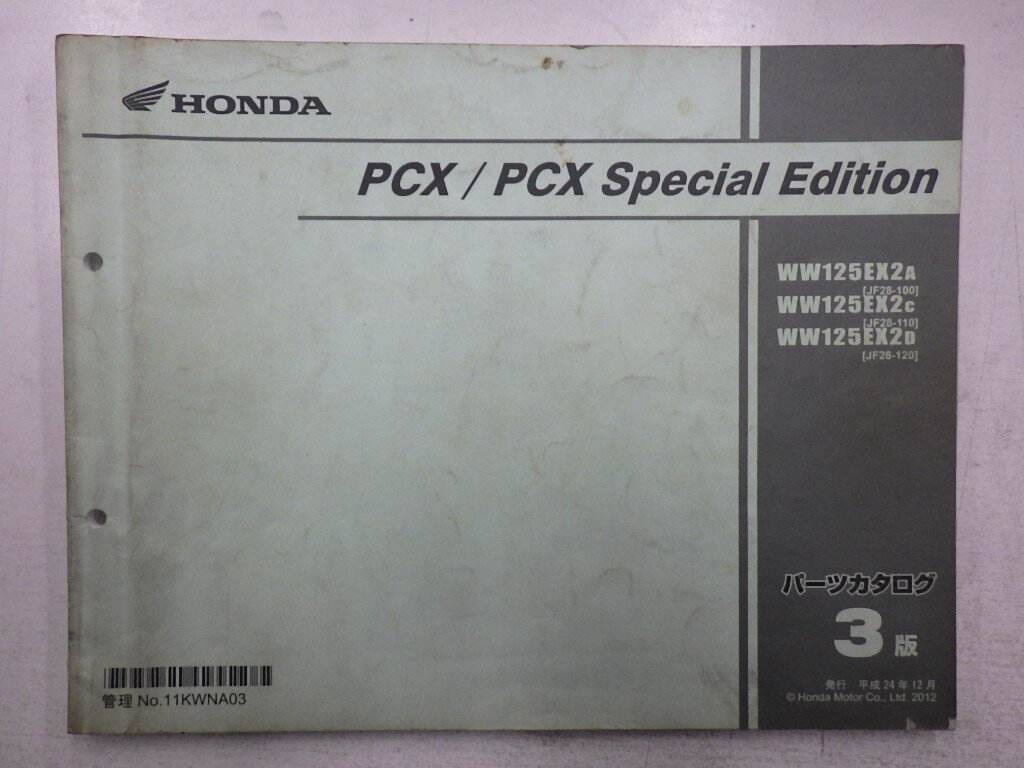 HONDA
PCX / PCX Special Edition
WW125EX2A
[JF28-100]
WW125EX2C
[JF28-110]
WW125EX2D
[JF28-120]
パーツカタログ
3版
発行 平成24年12月
© Honda Motor Co., Ltd. 2012
管理 No.11KWNA03